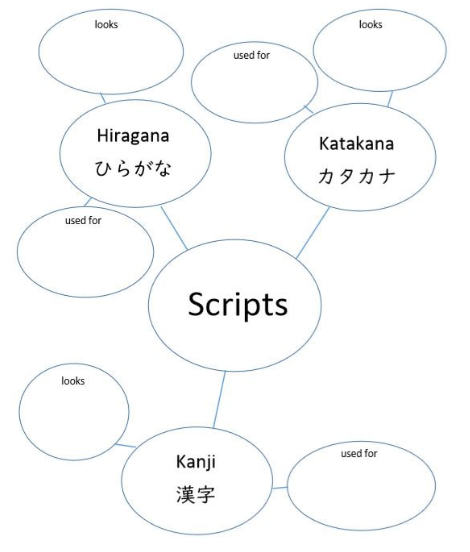 looks
looks
used for
Hiragana
ひらがな
Katakana
カタカナ
used for
Scripts
looks
Kanji
漢字
used for